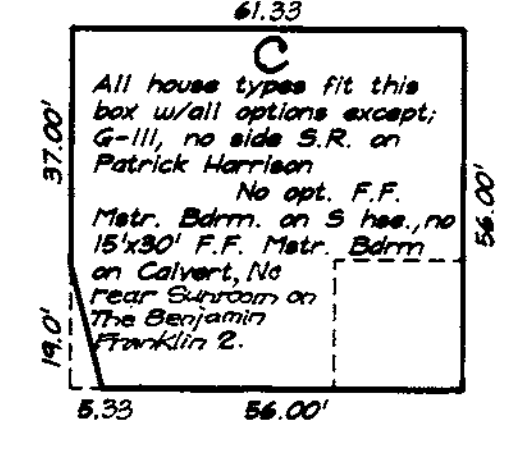 61.33
C
All house types fit this
box w/all options except;
G-III, no side S.R. on
Patrick Harrison
No opt. F.F.
Mstr. Bdrm. on S hse., no
15'x30' F.F. Mstr. Bdrm
on Calvert, No
rear Sunroom on
The Benjamin
Franklin 2.
37.00'
56.00'
19.0'
5.33
56.00'